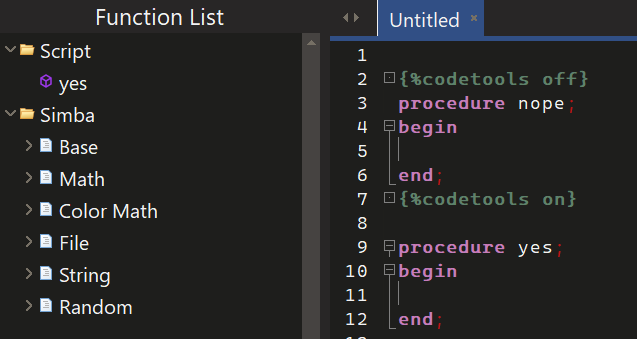 Function List
Script
yes
Simba
Base
Math
Color Math
File
String
Random
Untitled ×
1
2 {%codetools off}
3 procedure nope;
4 begin
5
6 end;
7 {%codetools on}
8
9 procedure yes;
10 begin
11
12 end;